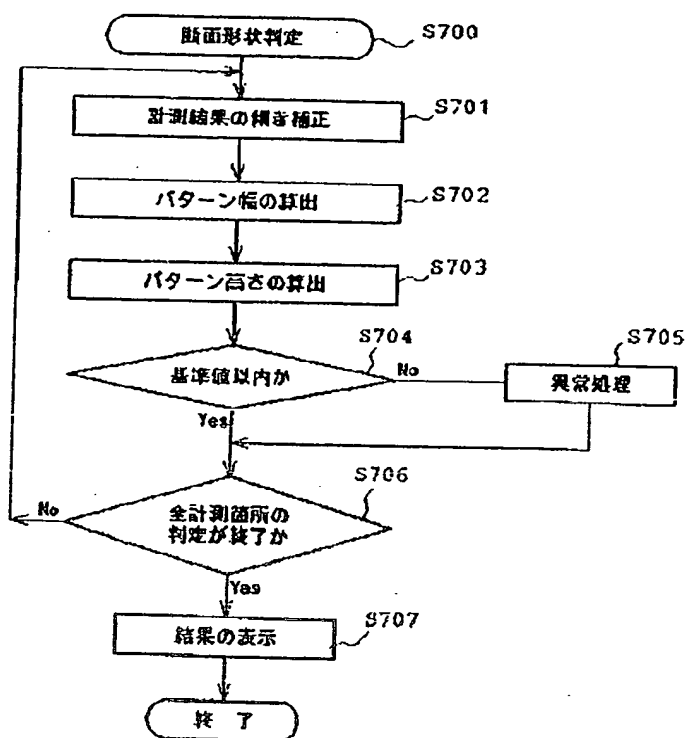 断面形状判定
S700
計測結果の傾き補正
S701
パターン幅の算出
S702
パターン高さの算出
S703
基準値以内か
S704
No
異常処理
S705
Yes
全計測箇所の
判定が終了か
S706
No
Yes
結果の表示
S707
終了